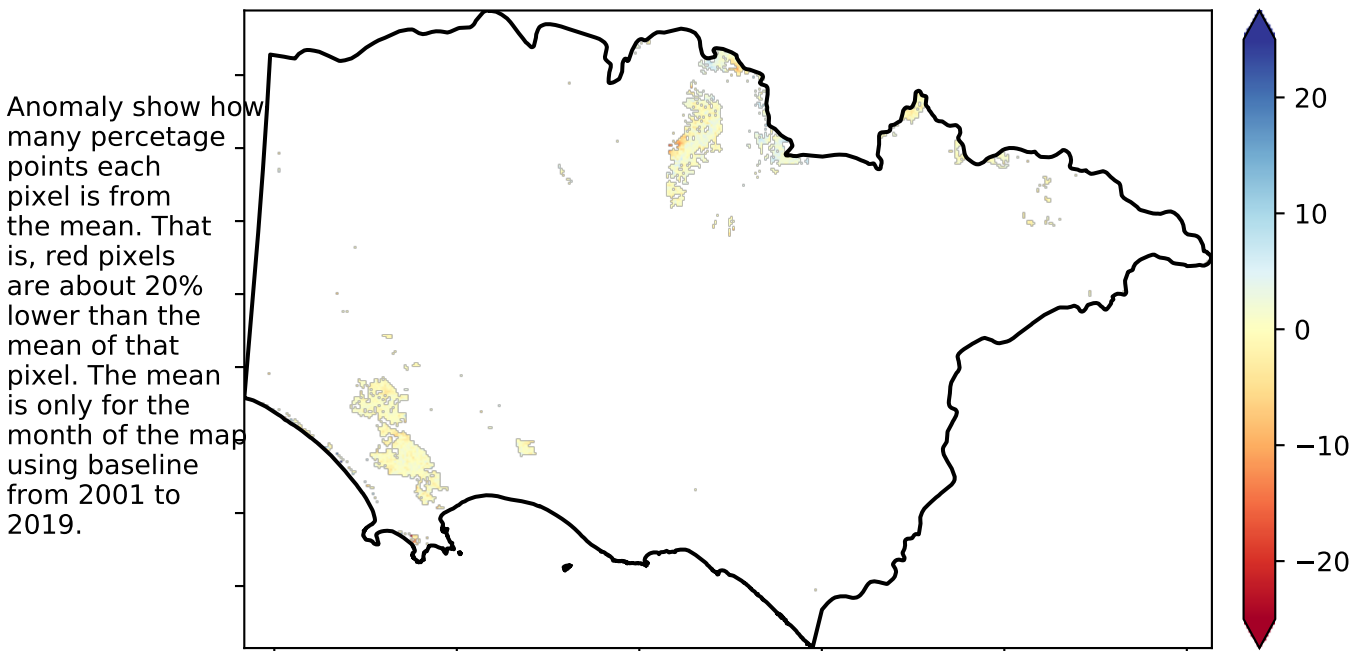 Anomaly show how
many percetage
points each
pixel is from
the mean. That
is, red pixels
are about 20%
lower than the
mean of that
pixel. The mean
is only for the
month of the map
using baseline
from 2001 to
2019.
20
10
0
−10
−20